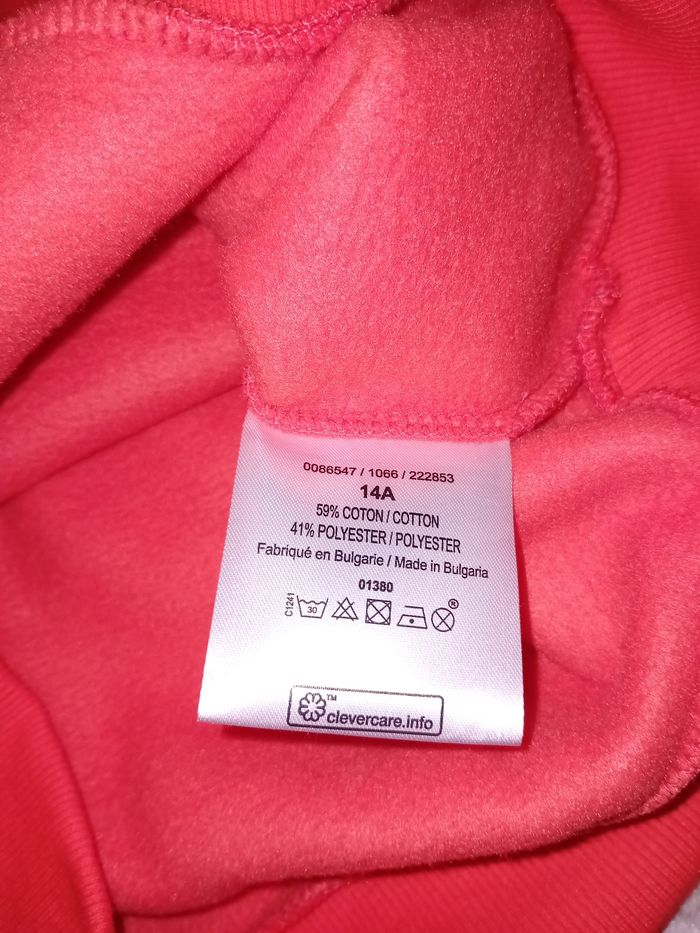 0086547 / 1066 / 222853
14A
59% COTON / COTTON
41% POLYESTER / POLYESTER
Fabriqué en Bulgarie / Made in Bulgaria
01380
C1241
30
®
™
clevercare.info